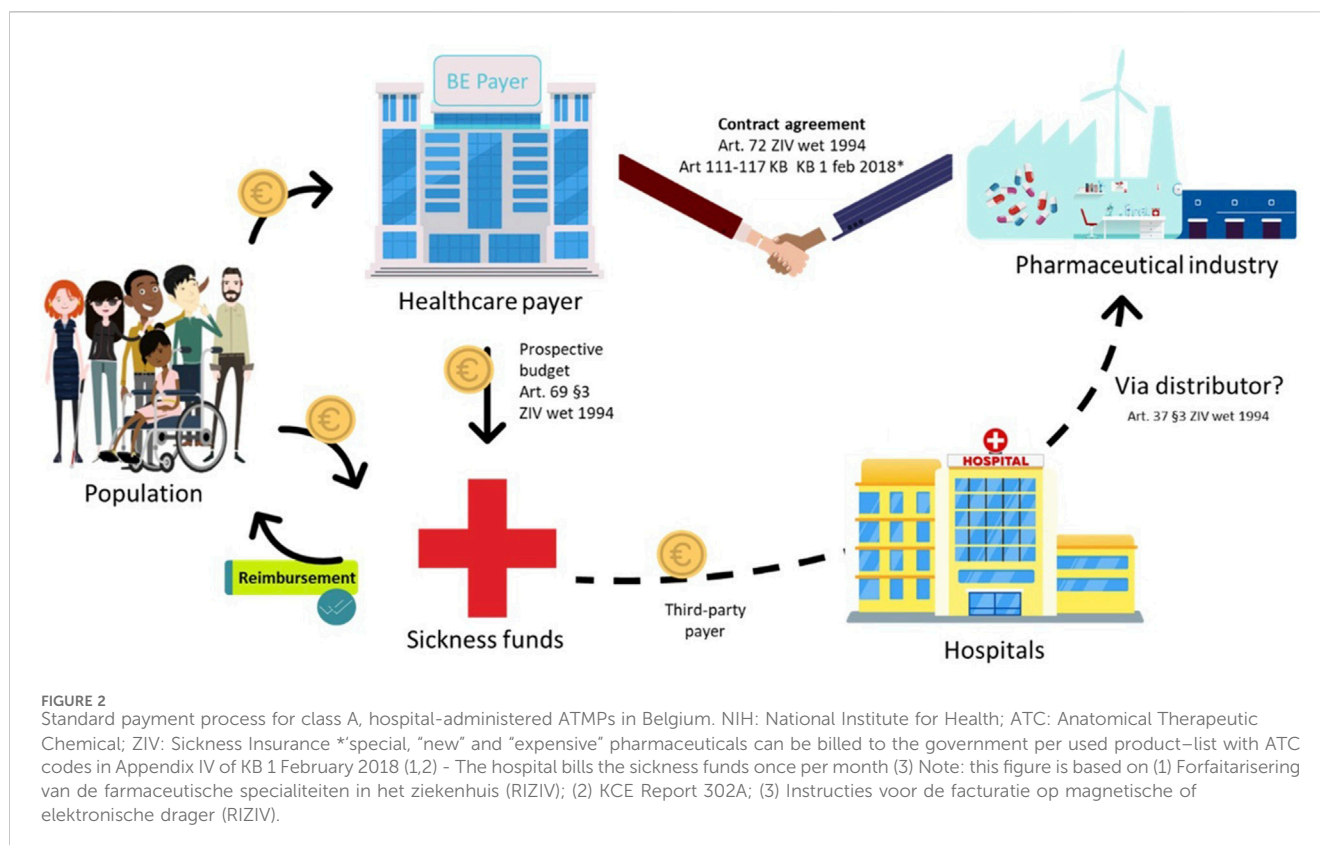 BE Payer
Contract agreement
Art. 72 ZIV wet 1994
Art 111-117 KB KB 1 feb 2018*
Healthcare payer
Pharmaceutical industry
Prospective
budget
Art. 69 §3
ZIV wet 1994
Via distributor?
Art. 37 §3 ZIV wet 1994
Population
Reimbursement
Sickness funds
Third-party
payer
HOSPITAL
Hospitals
FIGURE 2
Standard payment process for class A, hospital-administered ATMPs in Belgium. NIH: National Institute for Health; ATC: Anatomical Therapeutic
Chemical; ZIV: Sickness Insurance *‘special, “new” and “expensive” pharmaceuticals can be billed to the government per used product–list with ATC
codes in Appendix IV of KB 1 February 2018 (1,2) - The hospital bills the sickness funds once per month (3) Note: this figure is based on (1) Forfaitarisering
van de farmaceutische specialiteiten in het ziekenhuis (RIZIV); (2) KCE Report 302A; (3) Instructies voor de facturatie op magnetische of
elektronische drager (RIZIV).